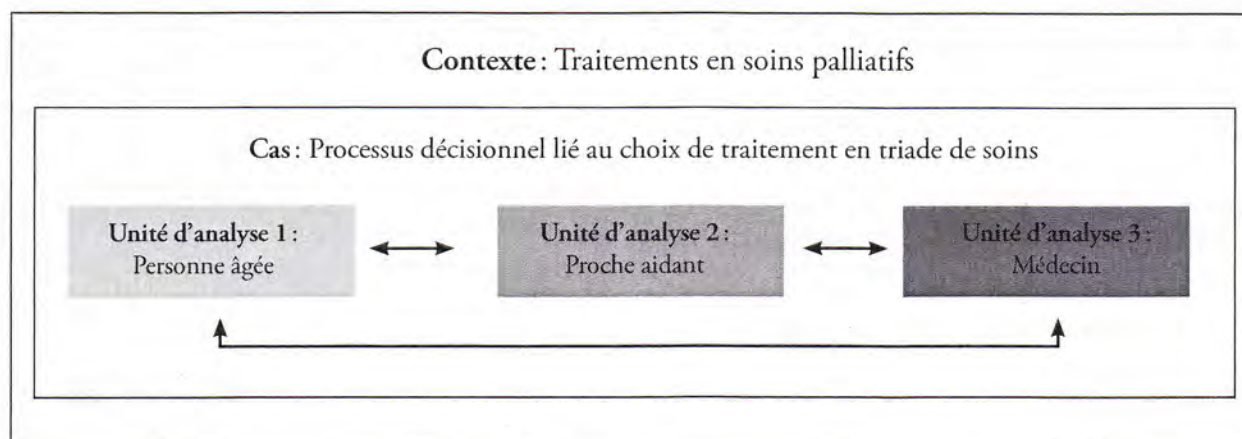 Contexte : Traitements en soins palliatifs
Cas : Processus décisionnel lié au choix de traitement en triade de soins
Unité d'analyse 1 :
Personne âgée
Unité d'analyse 2 :
Proche aidant
Unité d'analyse 3 :
Médecin